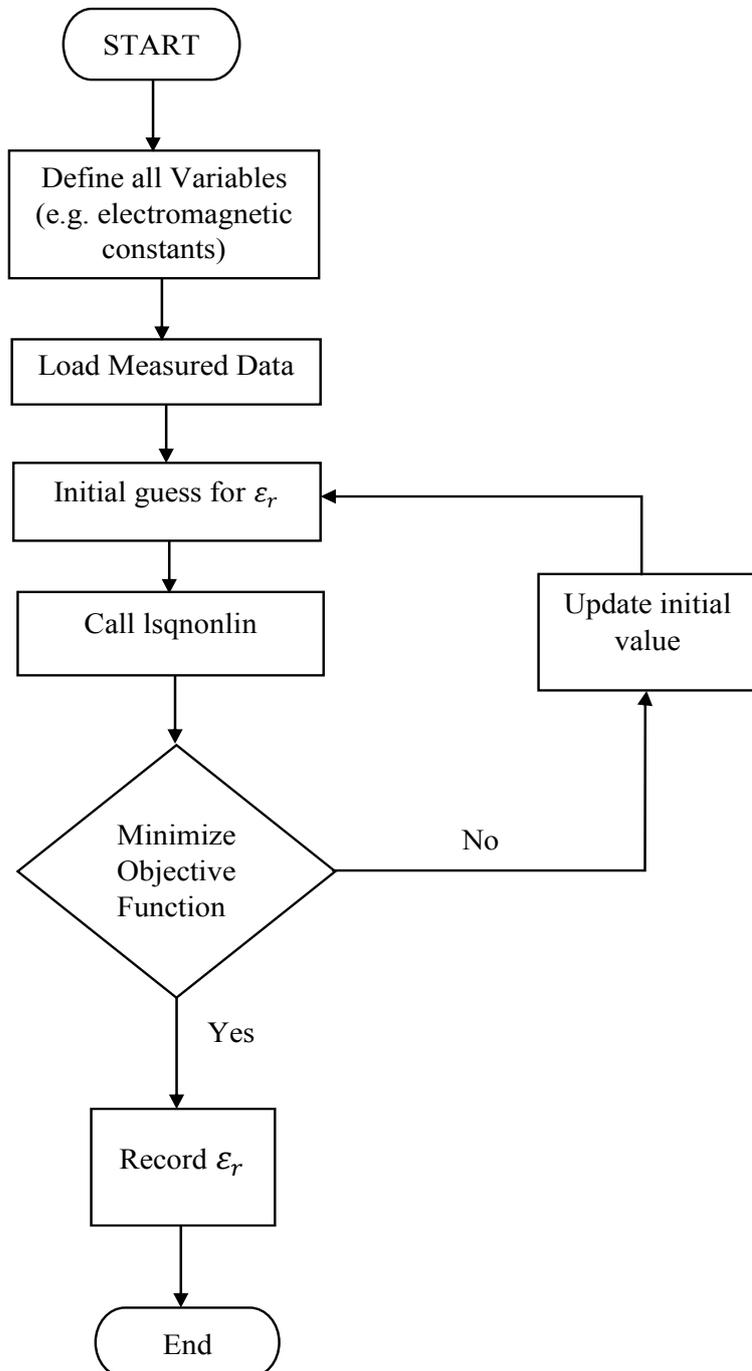 START
Define all Variables
(e.g. electromagnetic
constants)
Load Measured Data
Initial guess for εᵣ
Call lsqnonlin
Update initial
value
Minimize
Objective
Function
No
Yes
Record εᵣ
End